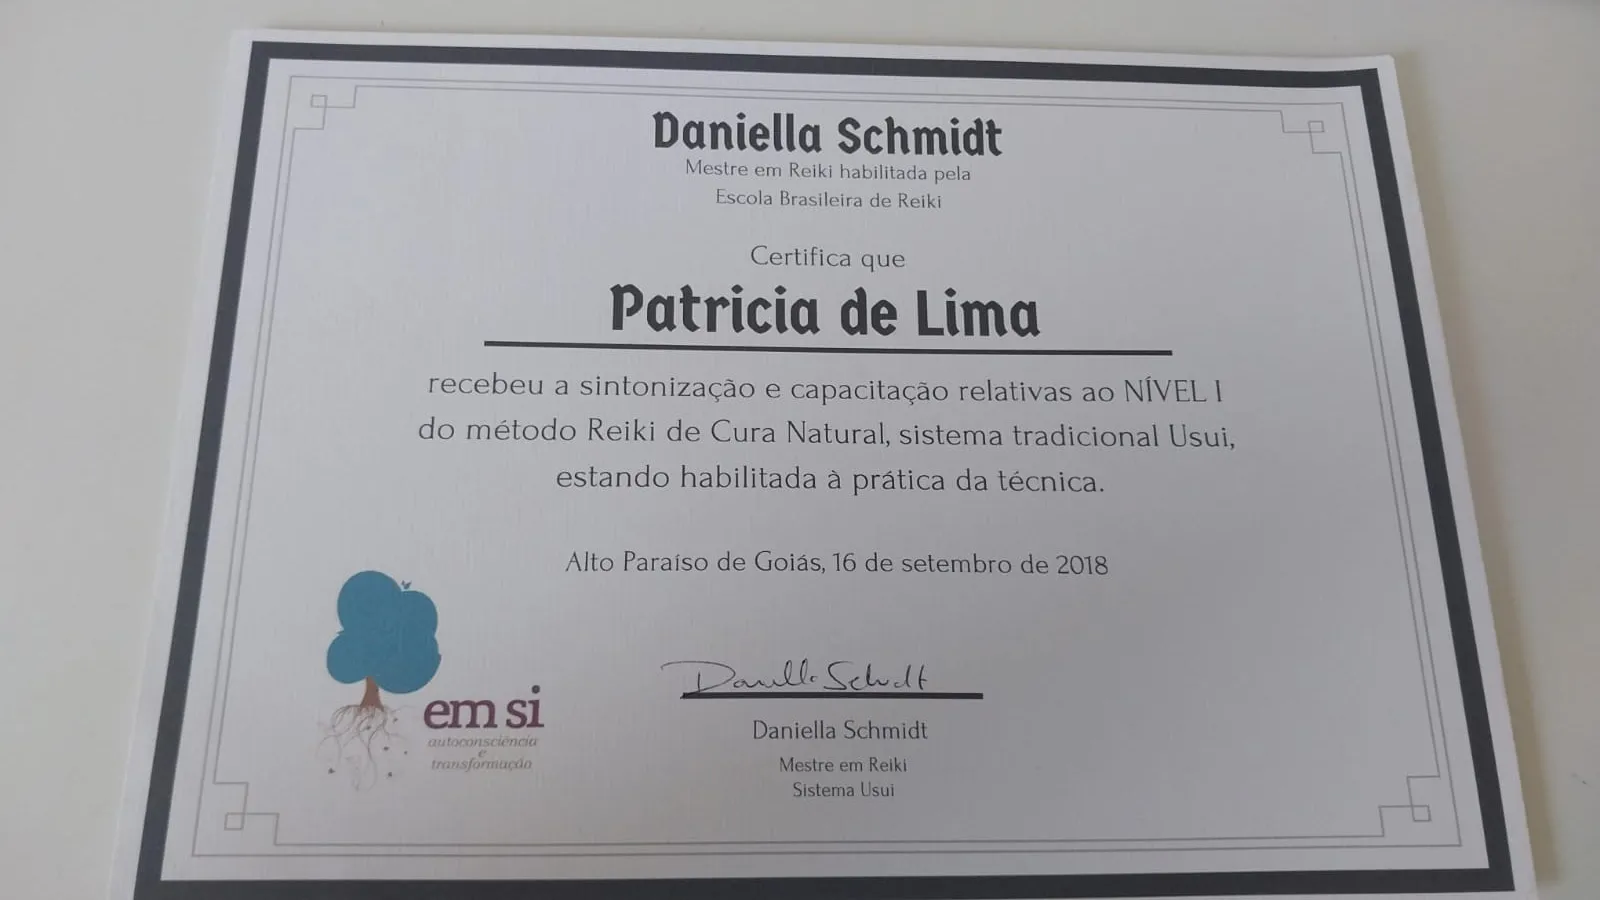 Daniella Schmidt
Mestre em Reiki habilitada pela
Escola Brasileira de Reiki
Certifica que
Patricia de Lima
recebeu a sintonização e capacitação relativas ao NÍVEL I
do método Reiki de Cura Natural, sistema tradicional Usui,
estando habilitada à prática da técnica.
Alto Paraíso de Goiás, 16 de setembro de 2018
Daniella Schmidt
Daniella Schmidt
Mestre em Reiki
Sistema Usui
em si
autoconsciência
e
transformação